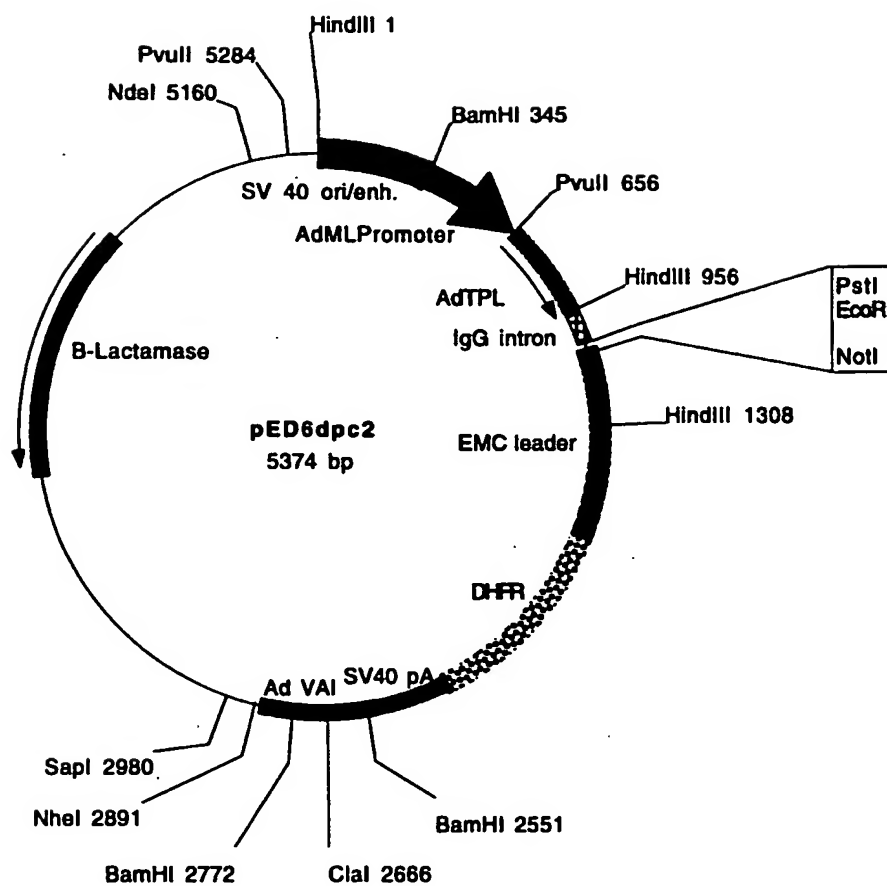 HindIII 1
PvuII 5284
NdeI 5160
BamHI 345
SV 40 ori/enh.
PvuII 656
AdMLPromoter
HindIII 956
AdTPL
PstI
EcoR
IgG intron
NotI
B-Lactamase
HindIII 1308
pED6dpc2
EMC leader
5374 bp
DHFR
SV40 pA
Ad VAI
SapI 2980
NheI 2891
BamHI 2551
BamHI 2772
ClaI 2666